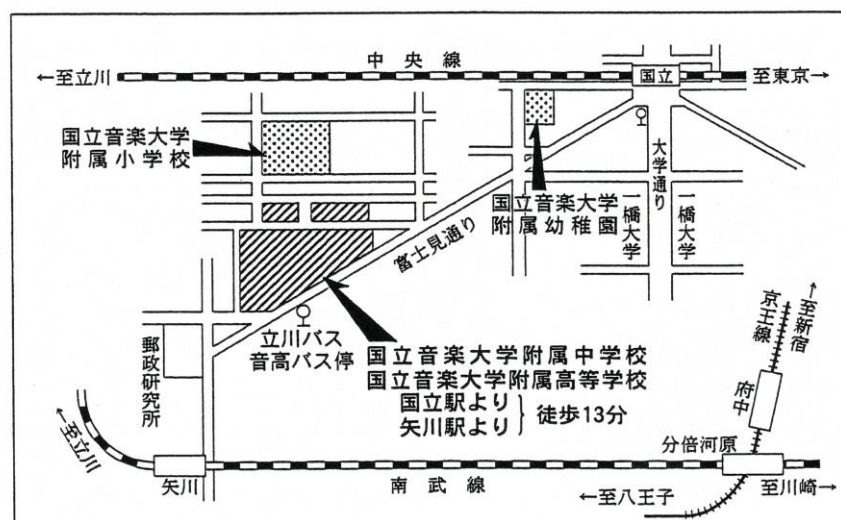 中央線
←至立川
国立
至東京→
国立音楽大学
附属小学校
大学通り
国立音楽大学
附属幼稚園
一橋大学
一橋大学
富士見通り
立川バス
音高バス停
郵政研究所
国立音楽大学附属中学校
国立音楽大学附属高等学校
国立駅より
矢川駅より
徒歩13分
←至新宿
京王線
府中
分倍河原
←至立川
矢川
南武線
←至八王子
至川崎→